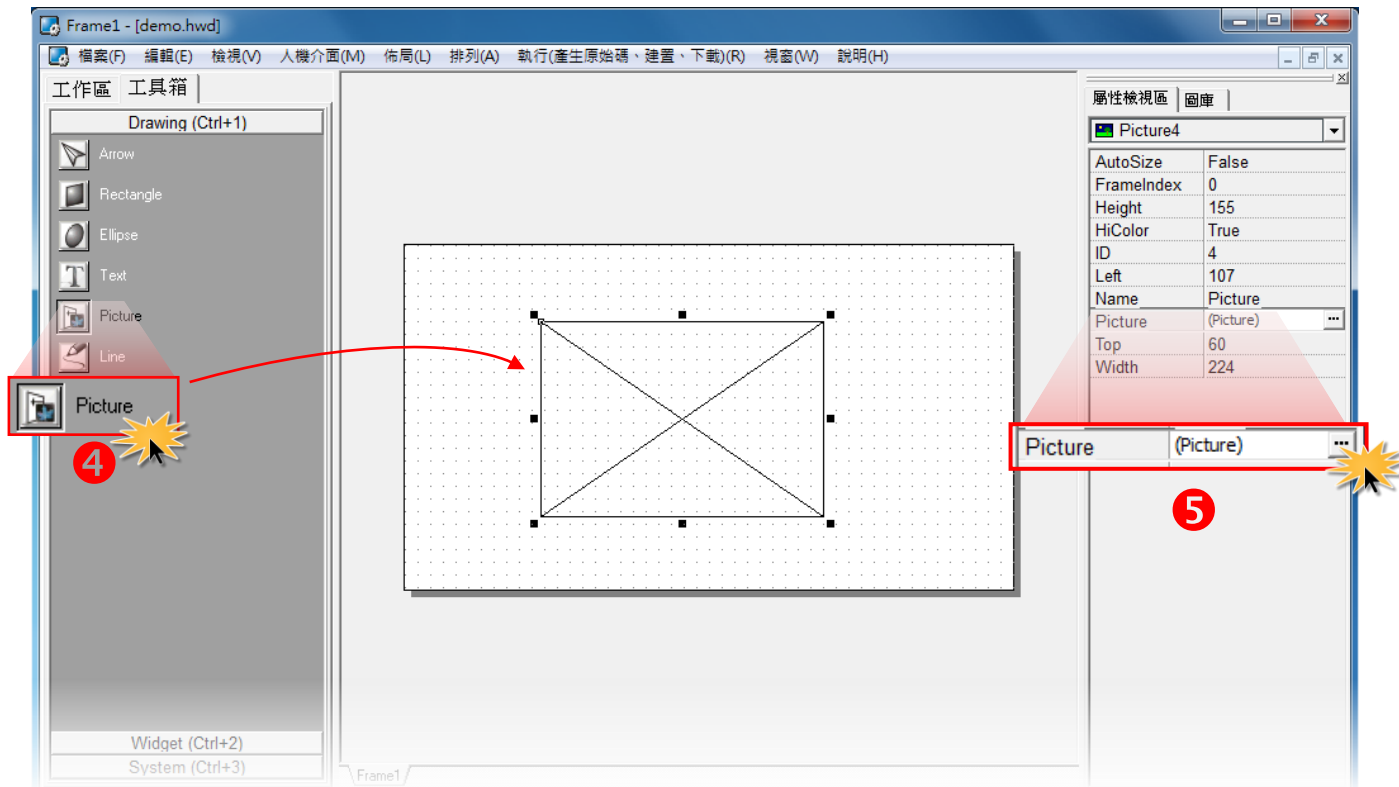 Frame1 - [demo.hwd]
檔案(F) 編輯(E) 檢視(V) 人機介面(M) 佈局(L) 排列(A) 執行(產生原始碼、建置、下載)(R) 視窗(W) 說明(H)
工作區 工具箱
Drawing (Ctrl+1)
Arrow
Rectangle
Ellipse
Text
Picture
Line
Picture
4
Widget (Ctrl+2)
System (Ctrl+3)
Frame1
屬性檢視區 圖庫
Picture4
AutoSize False
FrameIndex 0
Height 155
HiColor True
ID 4
Left 107
Name Picture
Picture (Picture) ...
Top 60
Width 224
Picture (Picture) ...
5